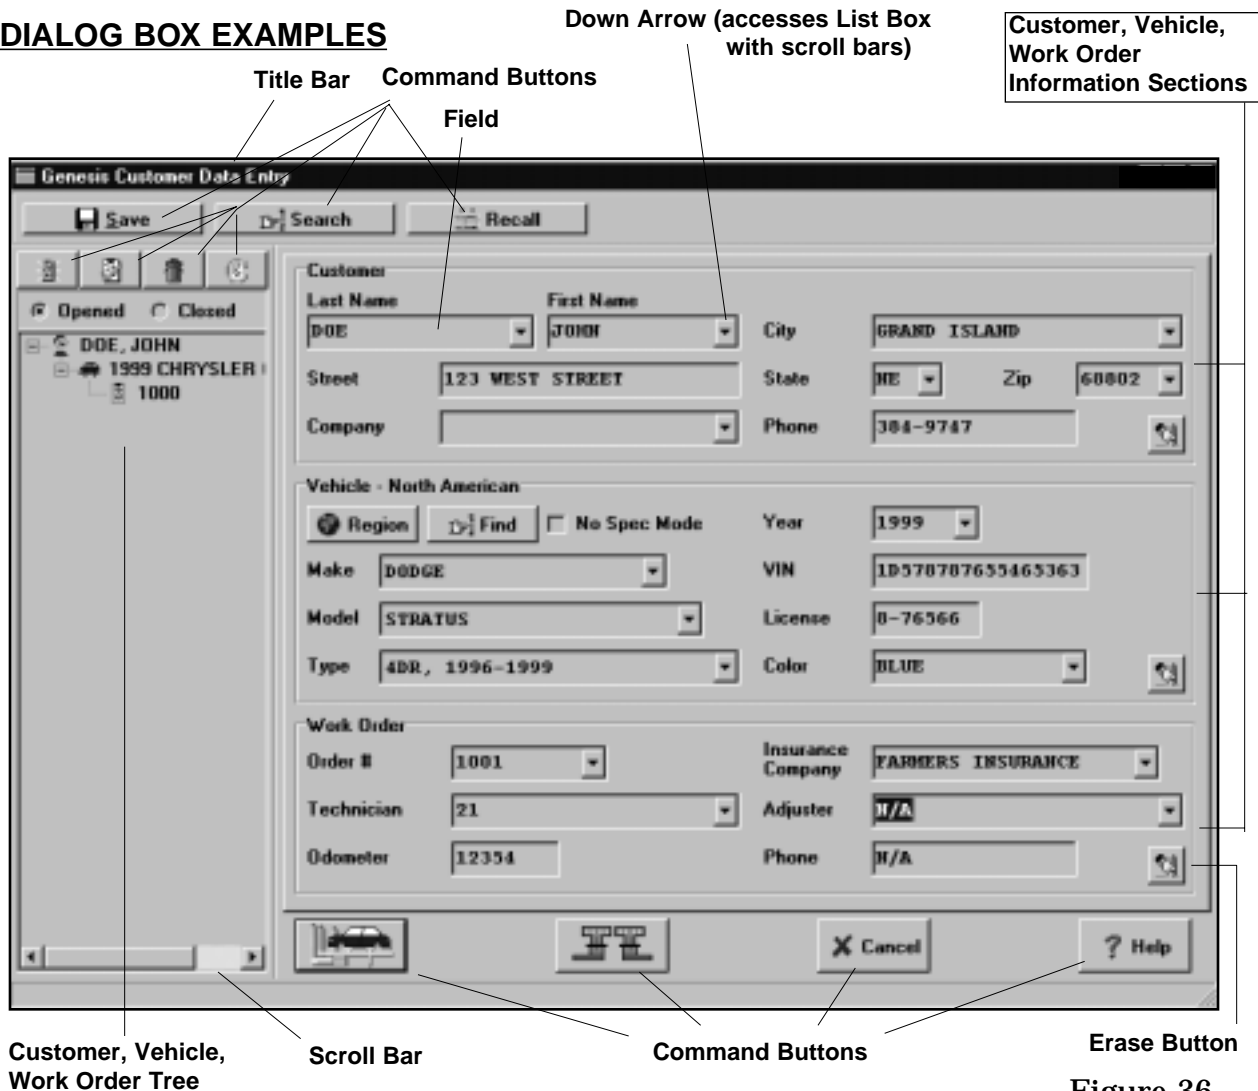 DIALOG BOX EXAMPLES
Down Arrow (accesses List Box
with scroll bars)
Customer, Vehicle,
Work Order
Information Sections
Title Bar
Command Buttons
Field
Genesis Customer Data Entry
Save
Search
Recall
Opened
Closed
DOE, JOHN
1999 CHRYSLER
1000
Customer
Last Name
First Name
DOE
JOHN
City
GRAND ISLAND
Street
123 WEST STREET
State
NE
Zip
68802
Company
Phone
384-9747
Vehicle - North American
Region
Find
No Spec Mode
Year
1999
Make
DODGE
VIN
1D578787655465363
Model
STRATUS
License
8-76566
Type
4DR, 1996-1999
Color
BLUE
Work Order
Order #
1001
Insurance
Company
FARMERS INSURANCE
Technician
21
Adjuster
N/A
Odometer
12354
Phone
N/A
Cancel
? Help
Customer, Vehicle,
Work Order Tree
Scroll Bar
Command Buttons
Erase Button
Figure 36